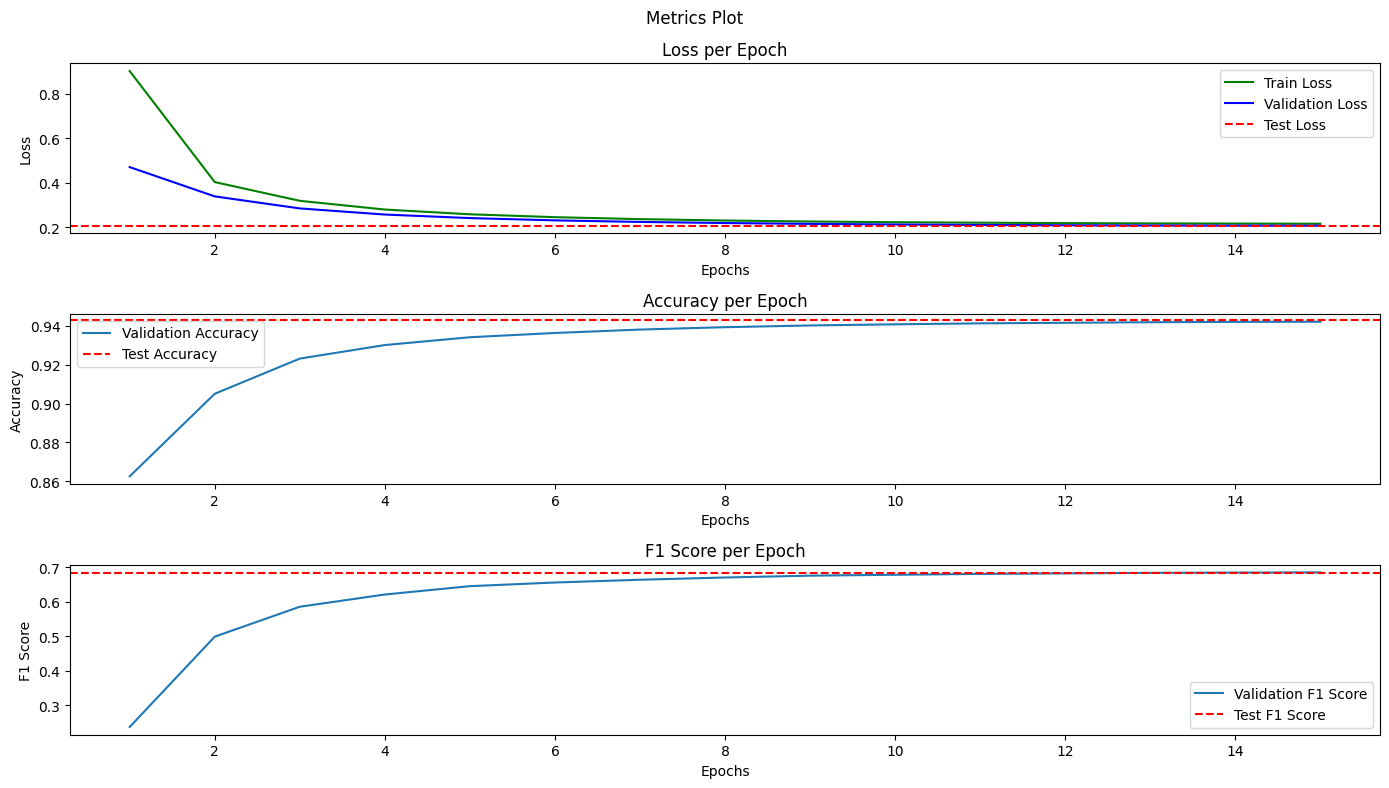 Metrics Plot
Loss per Epoch
0.8
0.6
0.4
0.2
Loss
Train Loss
Validation Loss
Test Loss
2 4 6 8 10 12 14
Epochs
Accuracy per Epoch
0.94
0.92
0.90
0.88
0.86
Accuracy
Validation Accuracy
Test Accuracy
2 4 6 8 10 12 14
Epochs
F1 Score per Epoch
0.7
0.6
0.5
0.4
0.3
F1 Score
Validation F1 Score
Test F1 Score
2 4 6 8 10 12 14
Epochs